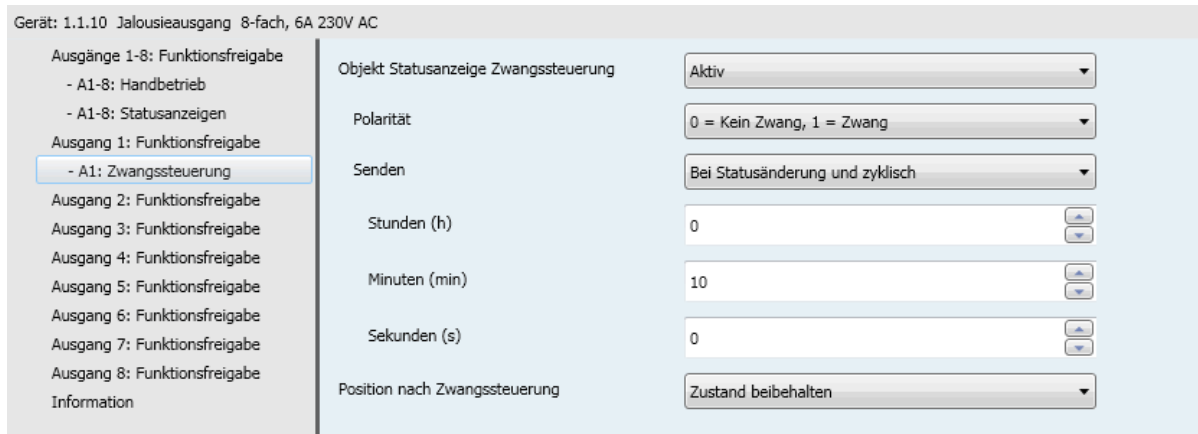 Gerät: 1.1.10 Jalousieausgang 8-fach, 6A 230V AC
Ausgänge 1-8: Funktionsfreigabe
- A1-8: Handbetrieb
- A1-8: Statusanzeigen
Ausgang 1: Funktionsfreigabe
- A1: Zwangssteuerung
Ausgang 2: Funktionsfreigabe
Ausgang 3: Funktionsfreigabe
Ausgang 4: Funktionsfreigabe
Ausgang 5: Funktionsfreigabe
Ausgang 6: Funktionsfreigabe
Ausgang 7: Funktionsfreigabe
Ausgang 8: Funktionsfreigabe
Information
Objekt Statusanzeige Zwangssteuerung Aktiv
Polarität 0 = Kein Zwang, 1 = Zwang
Senden Bei Statusänderung und zyklisch
Stunden (h) 0
Minuten (min) 10
Sekunden (s) 0
Position nach Zwangssteuerung Zustand beibehalten